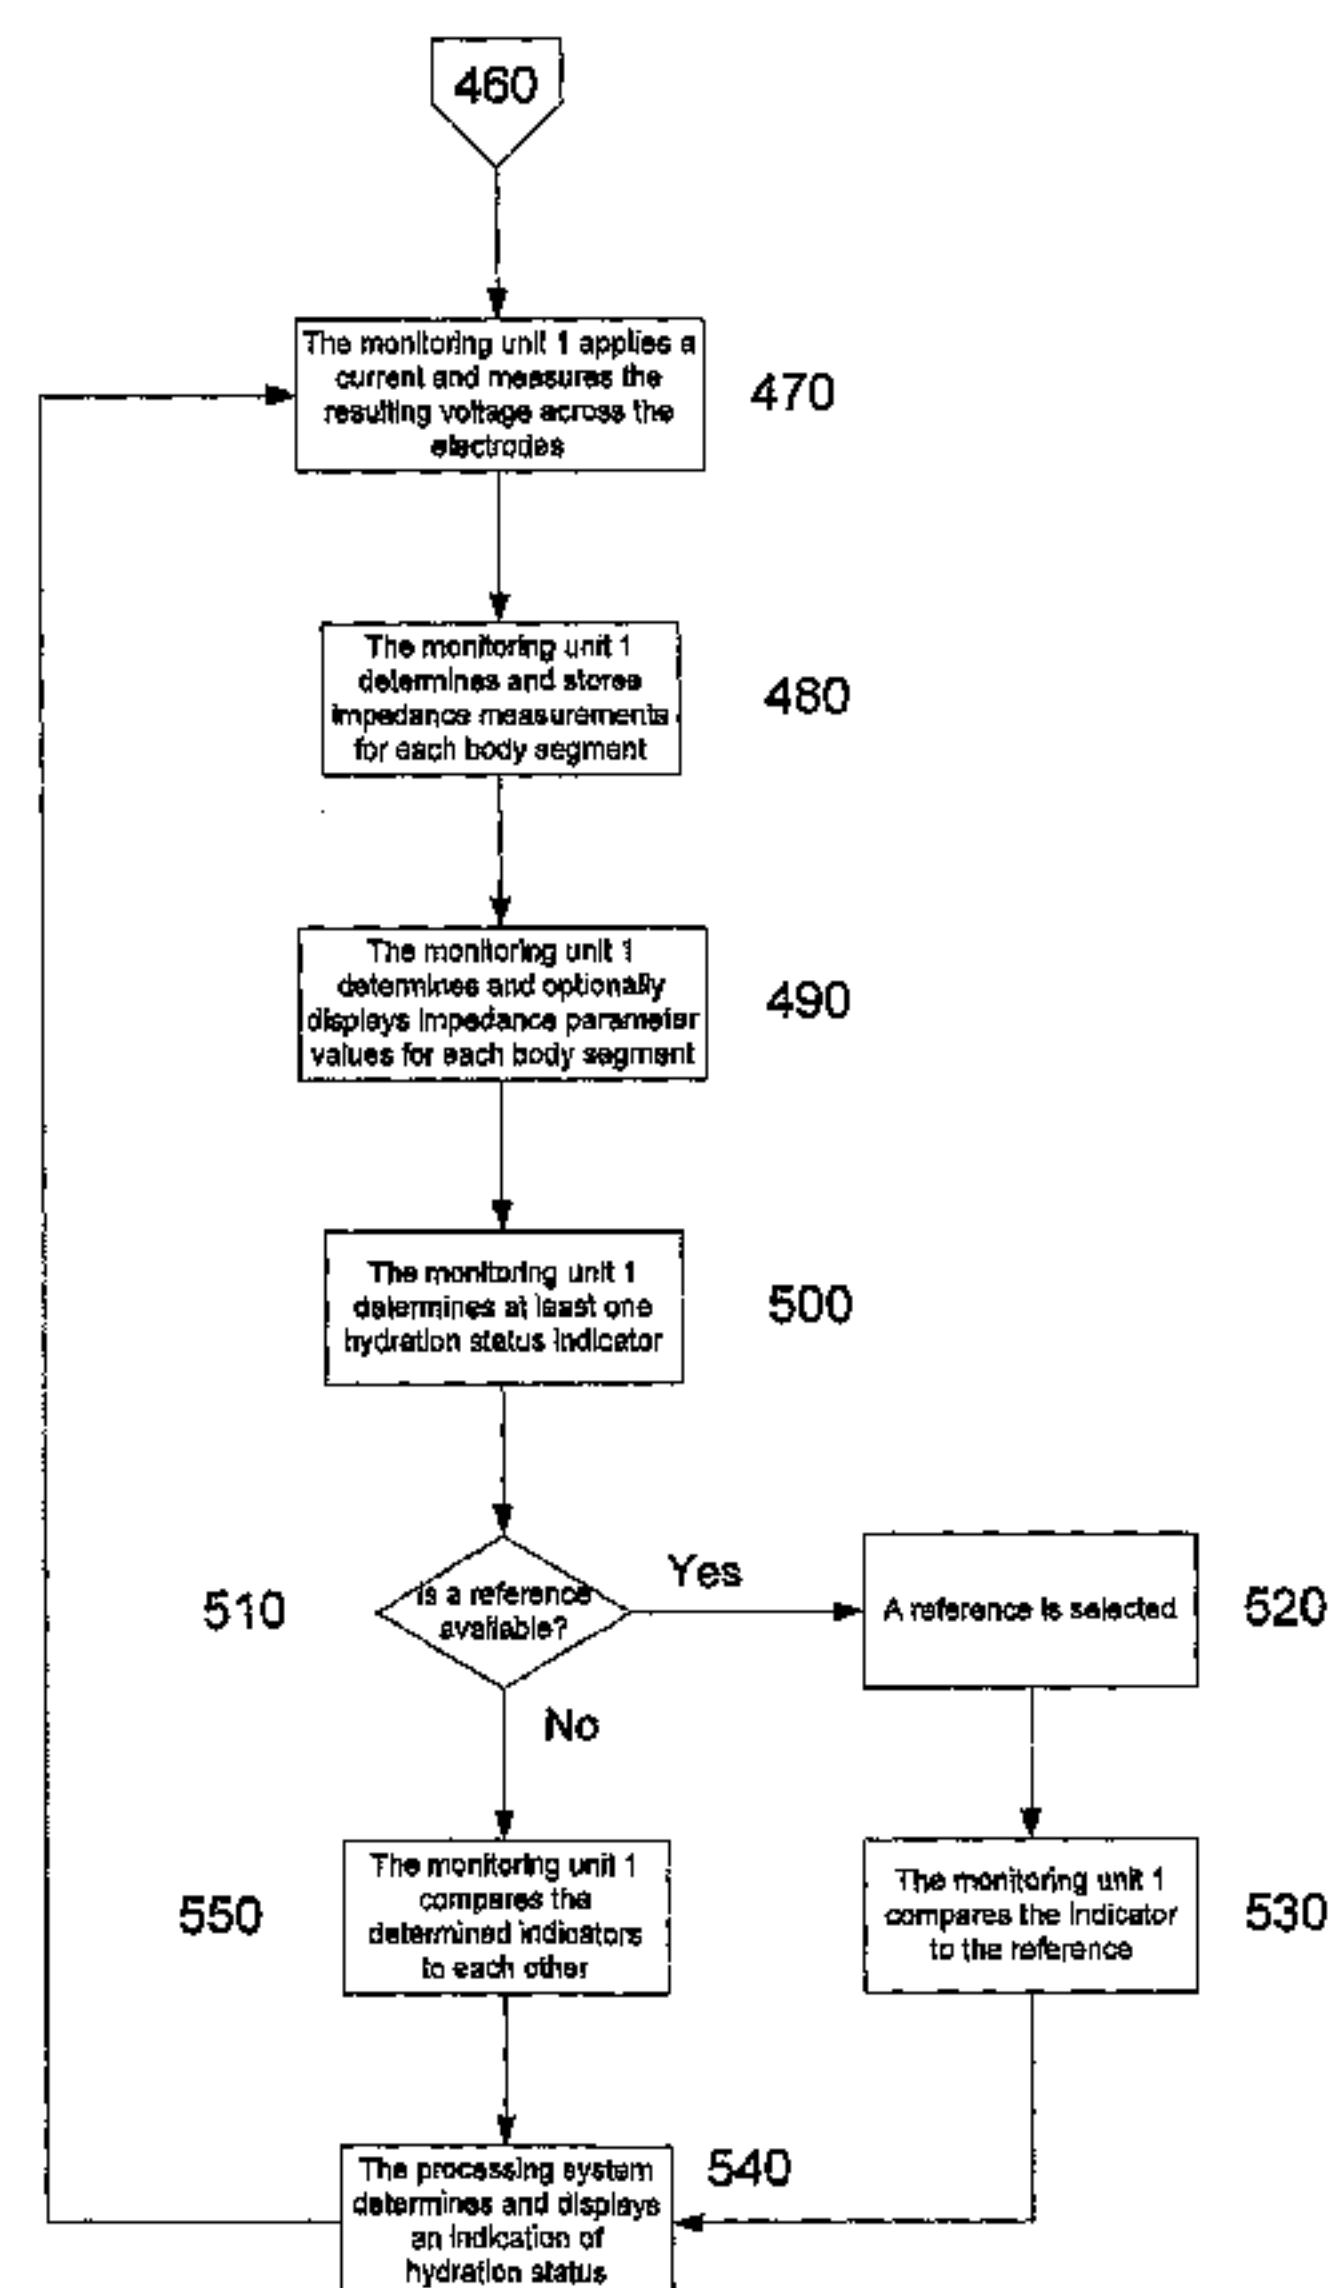 460
The monitoring unit 1 applies a
current and measures the
resulting voltage across the
electrodes
470
The monitoring unit 1
determines and stores
impedance measurements
for each body segment
480
The monitoring unit 1
determines and optionally
displays impedance parameter
values for each body segment
490
The monitoring unit 1
determines at least one
hydration status indicator
500
510
Is a reference
available?
Yes
A reference is selected
520
No
550
The monitoring unit 1
compares the
determined indicators
to each other
The monitoring unit 1
compares the indicator
to the reference
530
The processing system
determines and displays
an indication of
hydration status
540